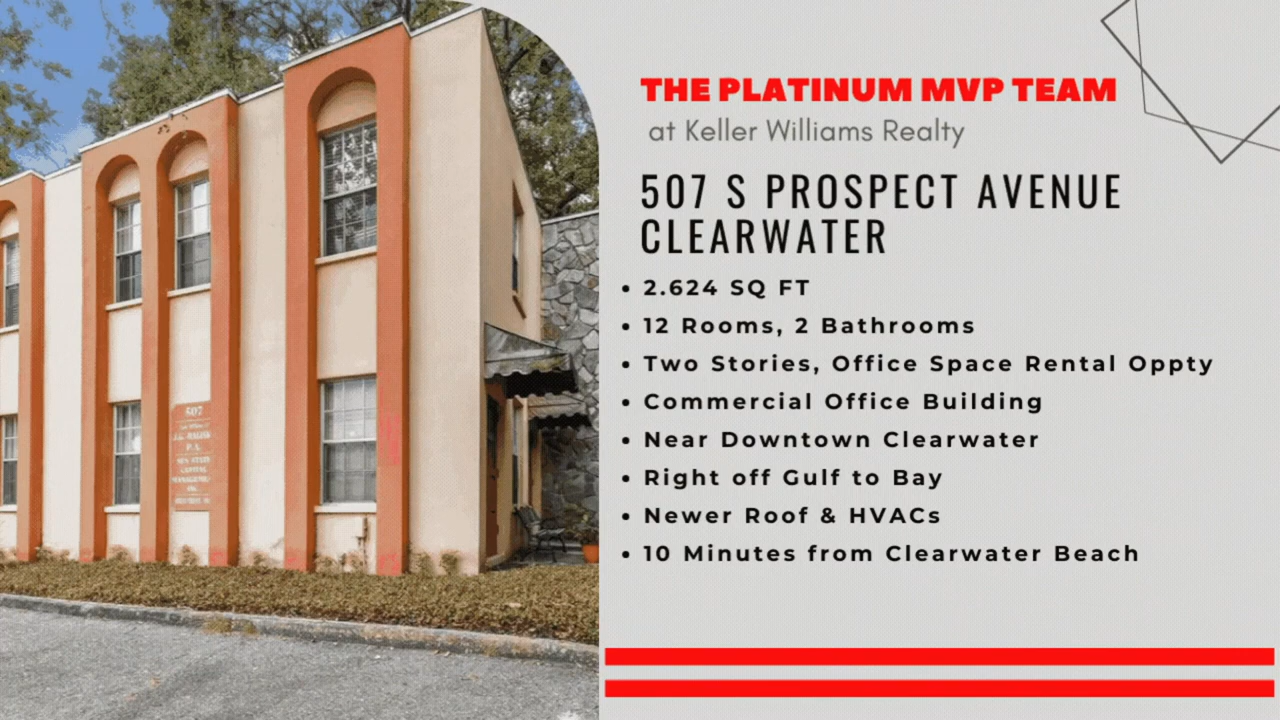 THE PLATINUM MVP TEAM
at Keller Williams Realty
507 S PROSPECT AVENUE
CLEARWATER
• 2.624 SQ FT
• 12 Rooms, 2 Bathrooms
• Two Stories, Office Space Rental Oppty
• Commercial Office Building
• Near Downtown Clearwater
• Right off Gulf to Bay
• Newer Roof & HVACs
• 10 Minutes from Clearwater Beach
507
P.A.
CAPITAL